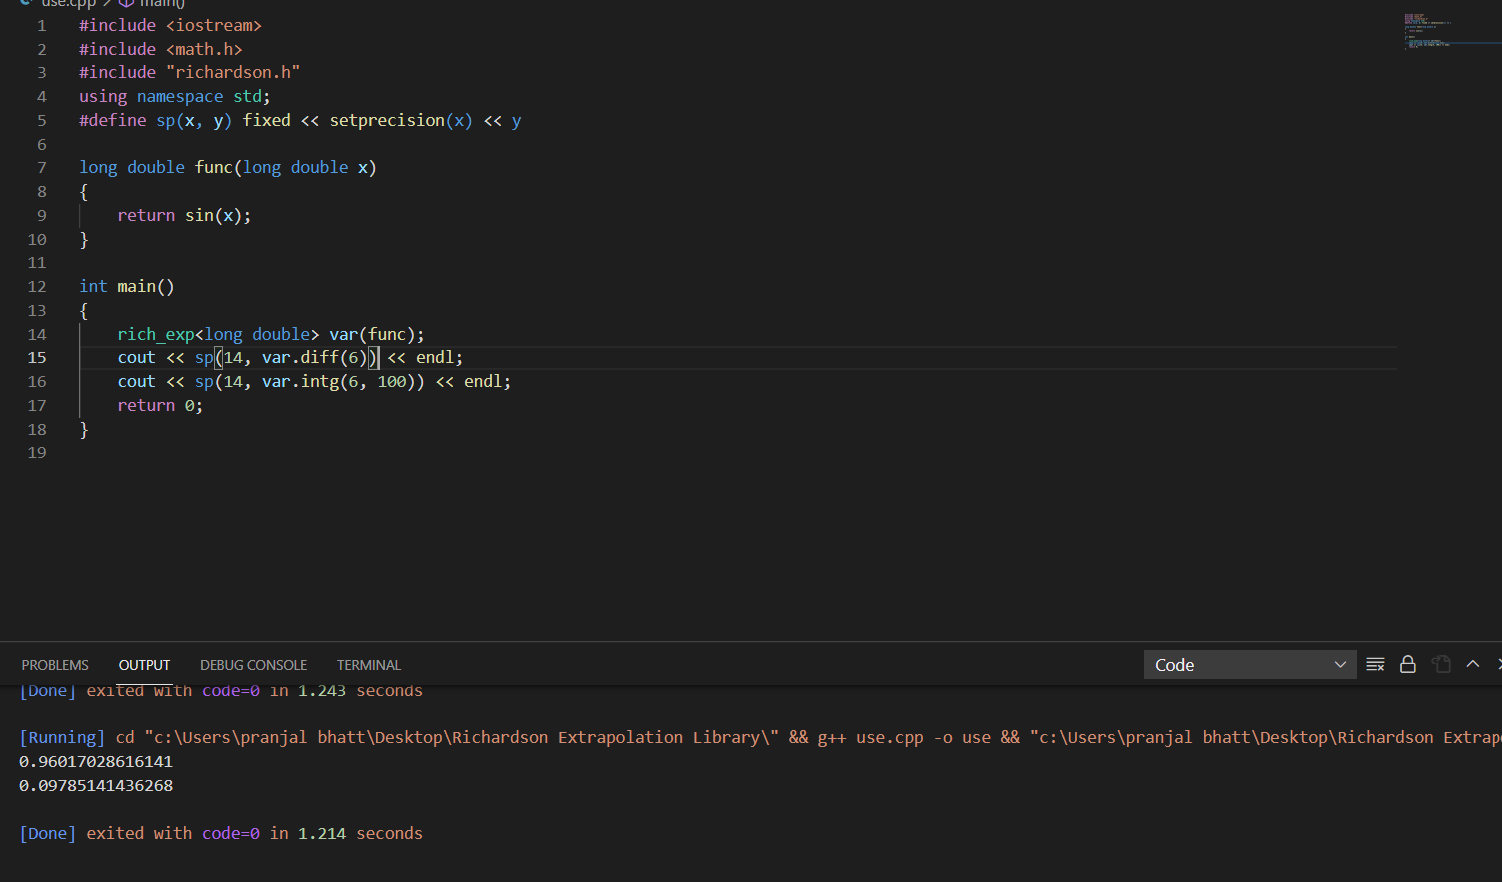 use.cpp > main()
1 #include <iostream>
2 #include <math.h>
3 #include "richardson.h"
4 using namespace std;
5 #define sp(x, y) fixed << setprecision(x) << y
6
7 long double func(long double x)
8 {
9     return sin(x);
10 }
11
12 int main()
13 {
14     rich_exp<long double> var(func);
15     cout << sp(14, var.diff(6)) << endl;
16     cout << sp(14, var.intg(6, 100)) << endl;
17     return 0;
18 }
19
PROBLEMS OUTPUT DEBUG CONSOLE TERMINAL Code
[Done] exited with code=0 in 1.243 seconds
[Running] cd "c:\Users\pranjal bhatt\Desktop\Richardson Extrapolation Library\" && g++ use.cpp -o use && "c:\Users\pranjal bhatt\Desktop\Richardson Extrap
0.96017028616141
0.09785141436268
[Done] exited with code=0 in 1.214 seconds